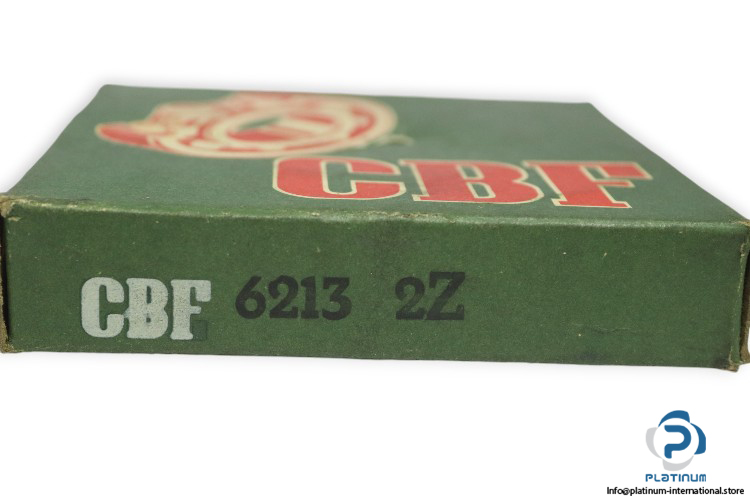 CBF
CBF 6213 2Z
PLATINUM
Info@platinum-international.store